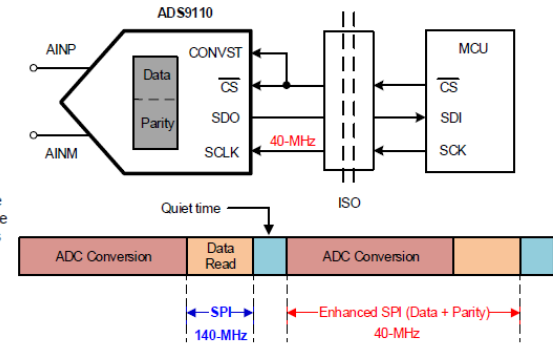 ADS9110
AINP
CONVST
MCU
Data
CS
CS
Parity
SDO
SDI
40-MHz
SCLK
SCK
AINM
ISO
Quiet time
ADC Conversion
Data
Read
ADC Conversion
SPI
Enhanced SPI (Data + Parity)
140-MHz
40-MHz